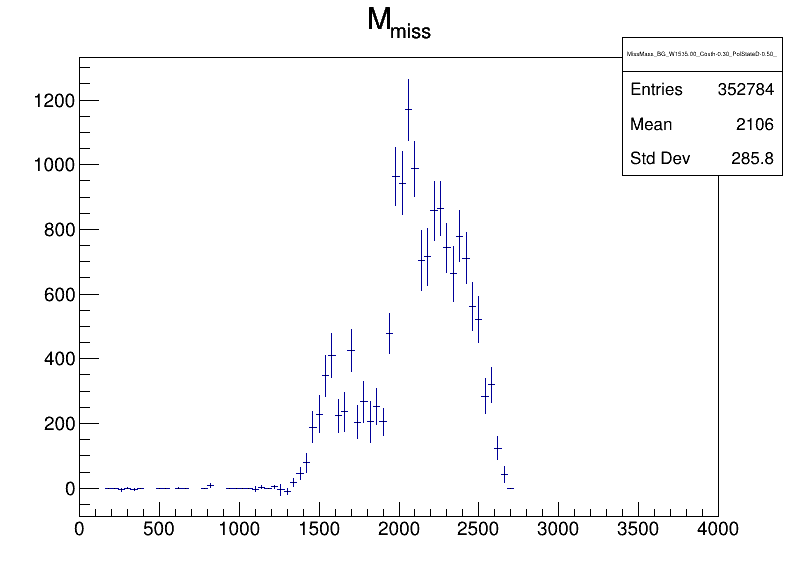 M_miss
MissMass_BG_W1535.00_Costh-0.30_PolStateD-0.50_
Entries 352784
Mean 2106
Std Dev 285.8
1200
1000
800
600
400
200
0
0 500 1000 1500 2000 2500 3000 3500 4000